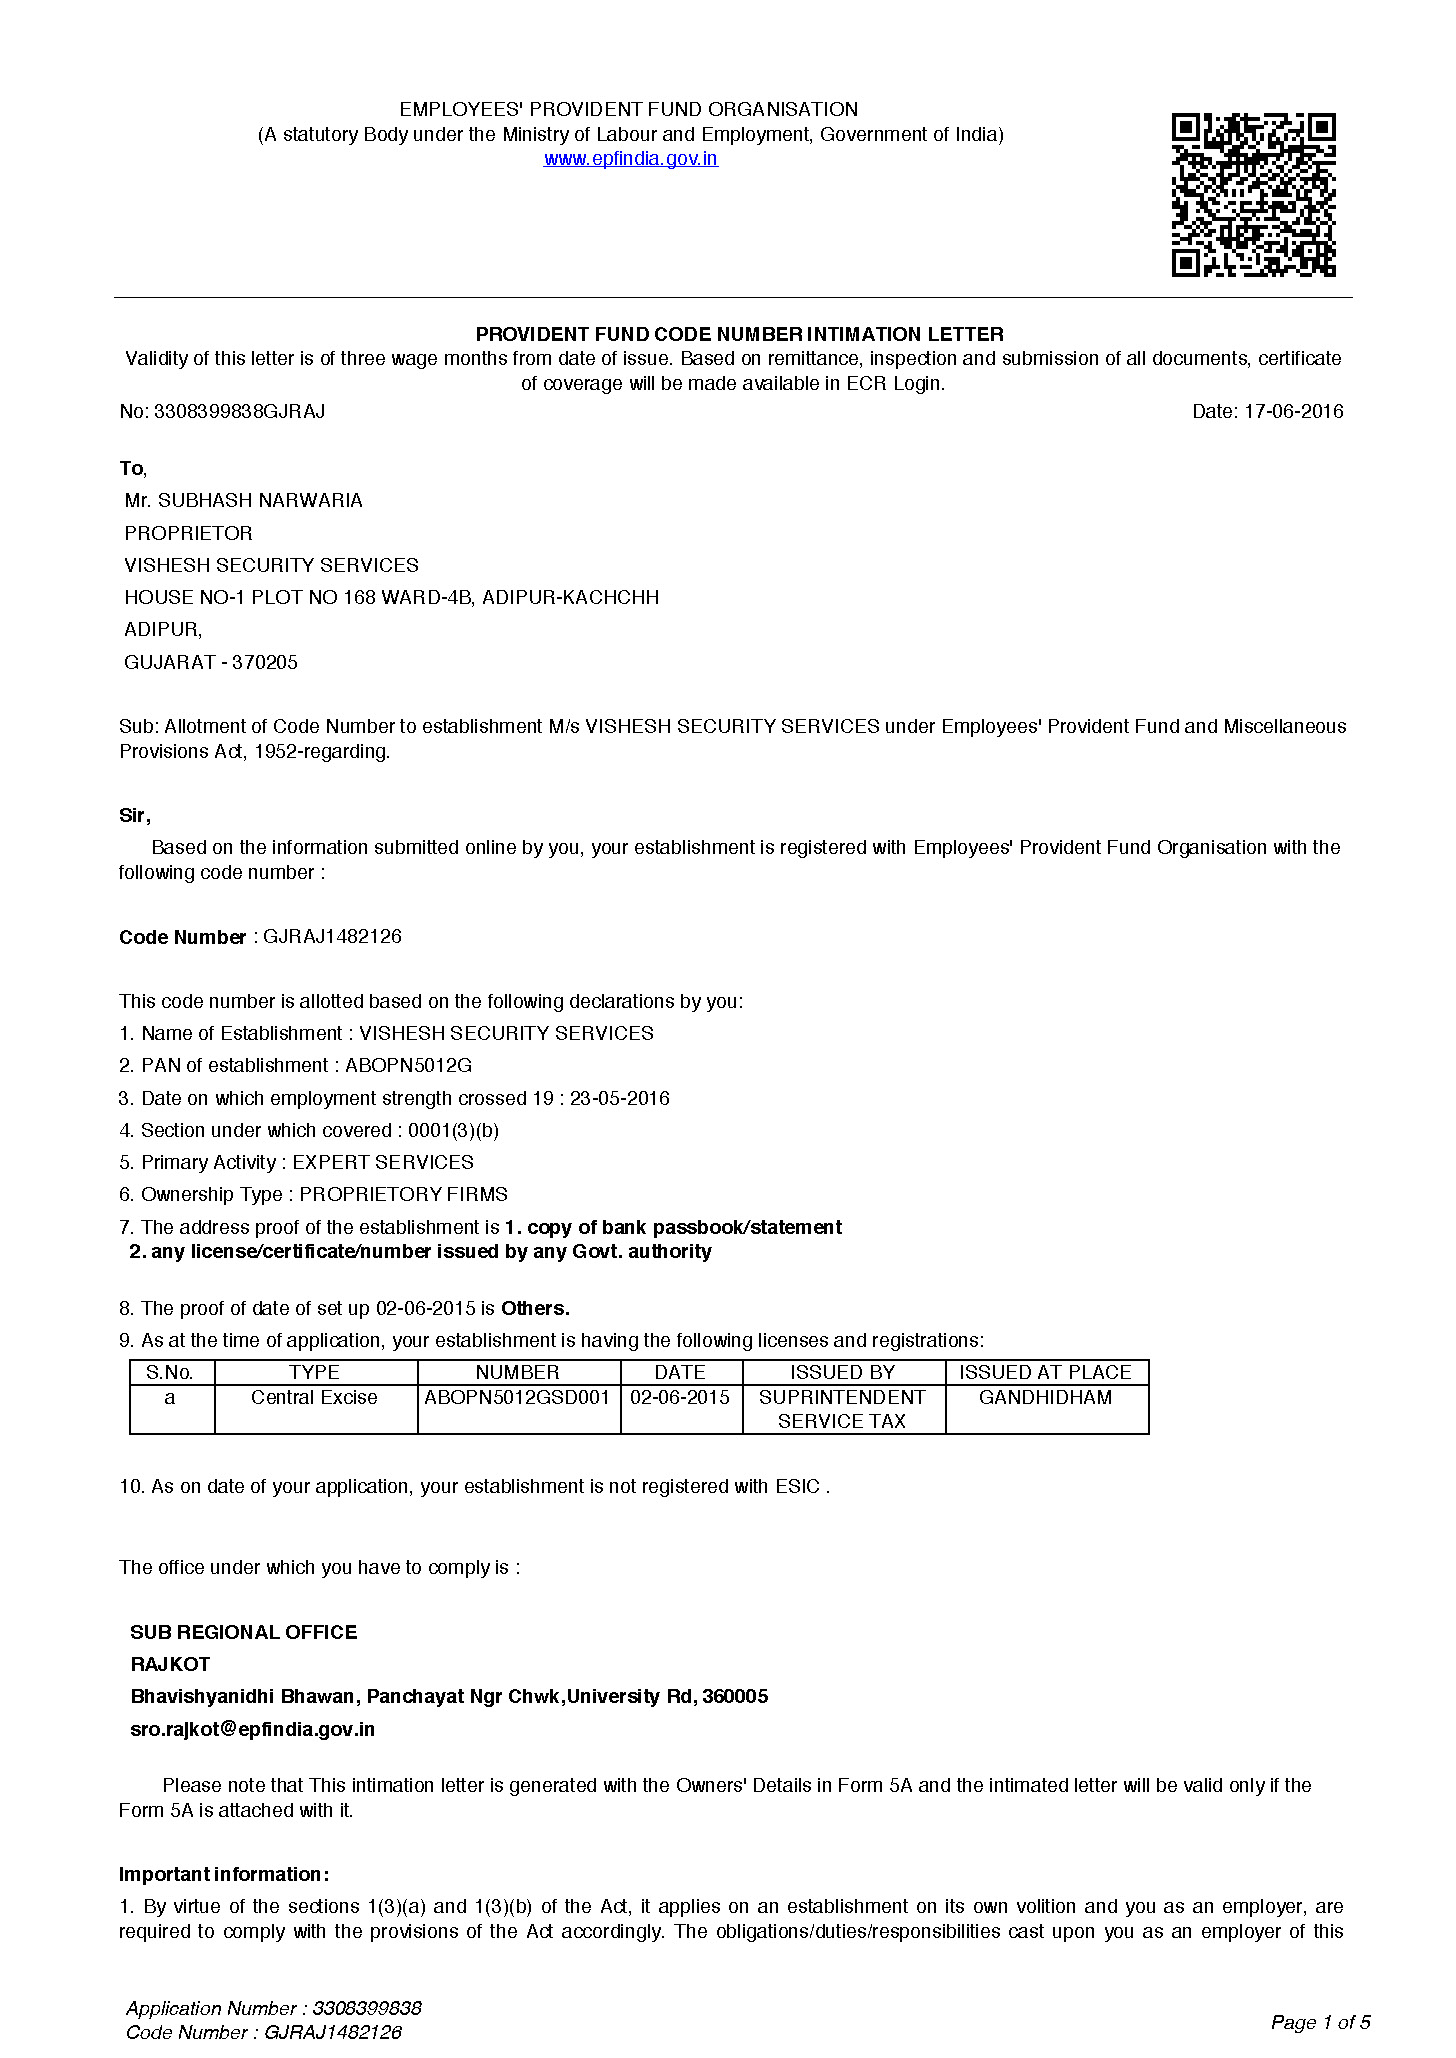 EMPLOYEES' PROVIDENT FUND ORGANISATION
(A statutory Body under the Ministry of Labour and Employment, Government of India)
www.epfindia.gov.in
PROVIDENT FUND CODE NUMBER INTIMATION LETTER
Validity of this letter is of three wage months from date of issue. Based on remittance, inspection and submission of all documents, certificate
of coverage will be made available in ECR Login.
No: 3308399838GJRAJ Date: 17-06-2016
To,
Mr. SUBHASH NARWARIA
PROPRIETOR
VISHESH SECURITY SERVICES
HOUSE NO-1 PLOT NO 168 WARD-4B, ADIPUR-KACHCHH
ADIPUR,
GUJARAT - 370205
Sub: Allotment of Code Number to establishment M/s VISHESH SECURITY SERVICES under Employees' Provident Fund and Miscellaneous
Provisions Act, 1952-regarding.
Sir,
Based on the information submitted online by you, your establishment is registered with Employees' Provident Fund Organisation with the
following code number :
Code Number : GJRAJ1482126
This code number is allotted based on the following declarations by you:
1. Name of Establishment : VISHESH SECURITY SERVICES
2. PAN of establishment : ABOPN5012G
3. Date on which employment strength crossed 19 : 23-05-2016
4. Section under which covered : 0001(3)(b)
5. Primary Activity : EXPERT SERVICES
6. Ownership Type : PROPRIETORY FIRMS
7. The address proof of the establishment is 1. copy of bank passbook/statement
2. any license/certificate/number issued by any Govt. authority
8. The proof of date of set up 02-06-2015 is Others.
9. As at the time of application, your establishment is having the following licenses and registrations:
S.No. TYPE NUMBER DATE ISSUED BY ISSUED AT PLACE
a Central Excise ABOPN5012GSD001 02-06-2015 SUPRINTENDENT GANDHIDHAM
SERVICE TAX
10. As on date of your application, your establishment is not registered with ESIC .
The office under which you have to comply is :
SUB REGIONAL OFFICE
RAJKOT
Bhavishyanidhi Bhawan, Panchayat Ngr Chwk,University Rd, 360005
sro.rajkot@epfindia.gov.in
Please note that This intimation letter is generated with the Owners' Details in Form 5A and the intimated letter will be valid only if the
Form 5A is attached with it.
Important information:
1. By virtue of the sections 1(3)(a) and 1(3)(b) of the Act, it applies on an establishment on its own volition and you as an employer, are
required to comply with the provisions of the Act accordingly. The obligations/duties/responsibilities cast upon you as an employer of this
Application Number : 3308399838
Code Number : GJRAJ1482126
Page 1 of 5